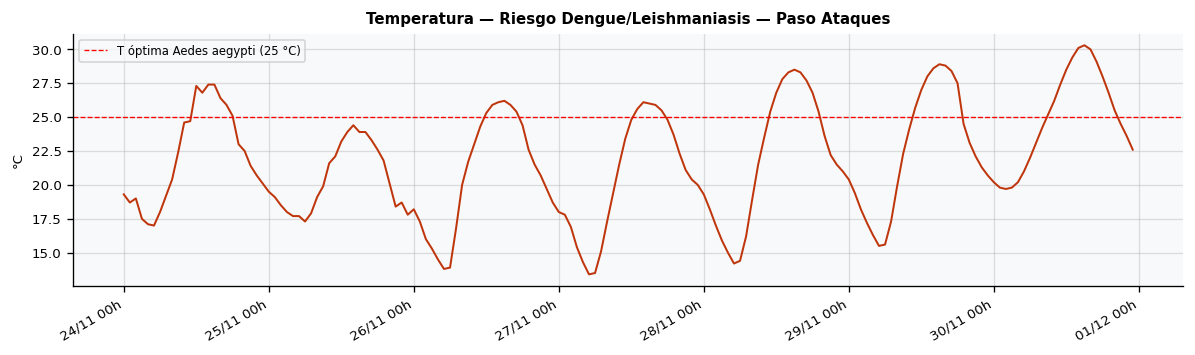 Temperatura — Riesgo Dengue/Leishmaniasis — Paso Ataques
T óptima Aedes aegypti (25 °C)
30.0
27.5
25.0
22.5
20.0
17.5
15.0
°C
24/11 00h
25/11 00h
26/11 00h
27/11 00h
28/11 00h
29/11 00h
30/11 00h
01/12 00h